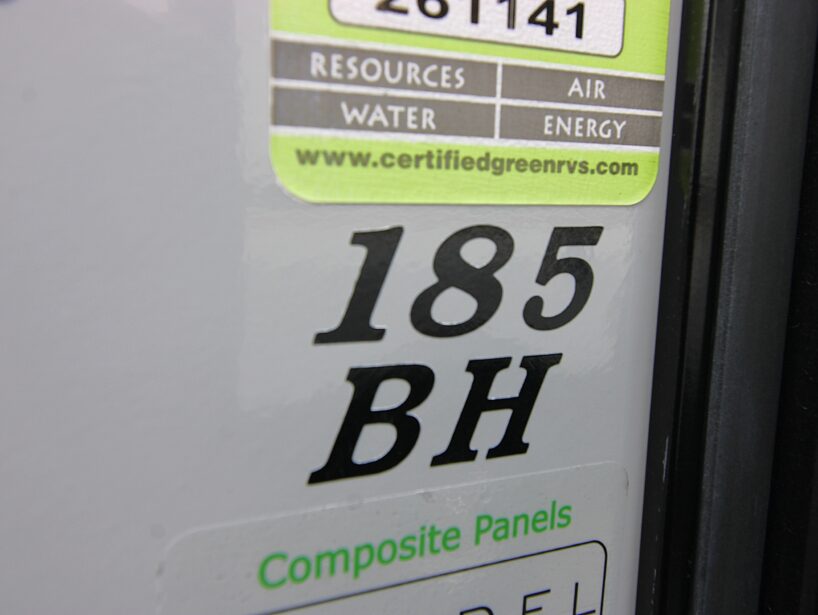 261141
RESOURCES AIR
WATER ENERGY
www.certifiedgreenrvs.com
185
BH
Composite Panels